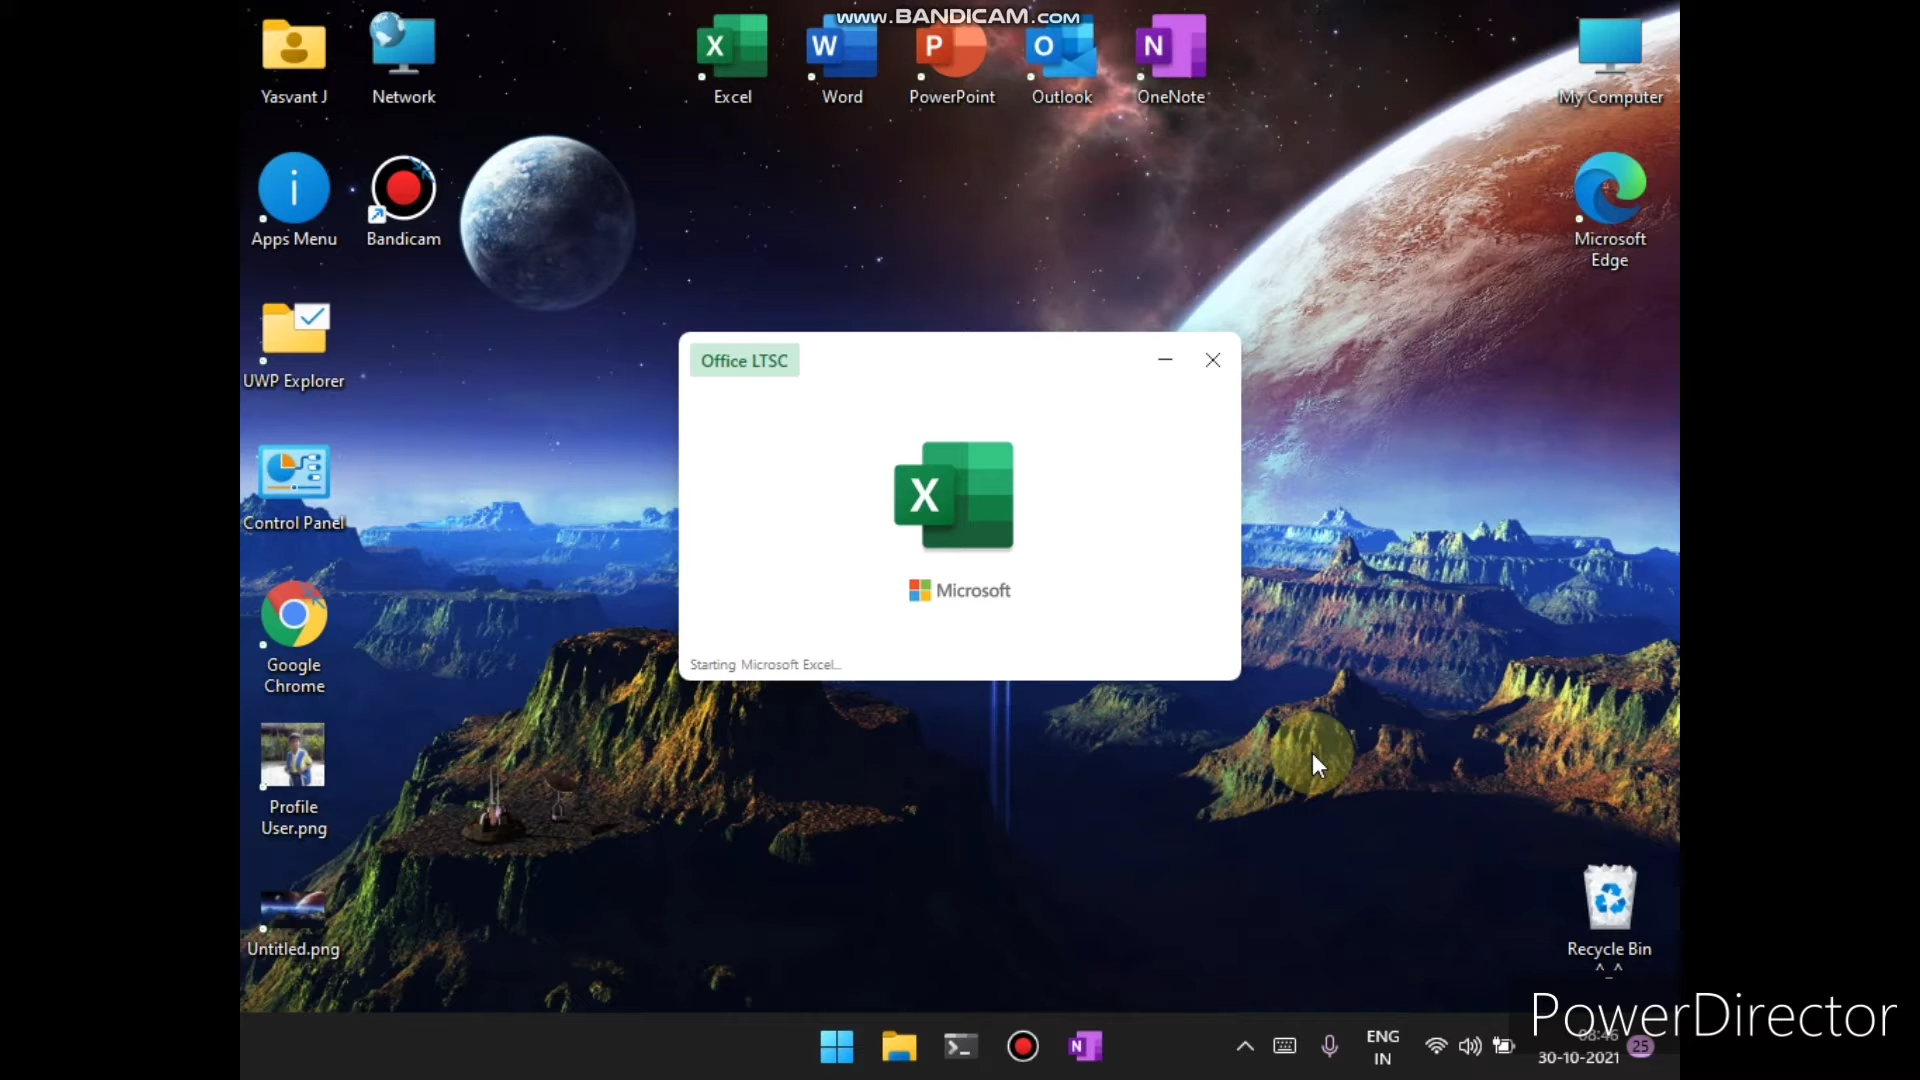 www.BANDICAM.com
Yasvant J
Network
X
Excel
W
Word
P
PowerPoint
O
Outlook
N
OneNote
My Computer
i
Apps Menu
Bandicam
Microsoft
Edge
UWP Explorer
Office LTSC
X
Microsoft
Starting Microsoft Excel...
Control Panel
Google
Chrome
Profile
User.png
Untitled.png
Recycle Bin
^_^
PowerDirector
N
ENG
IN
08:46
30-10-2021
25